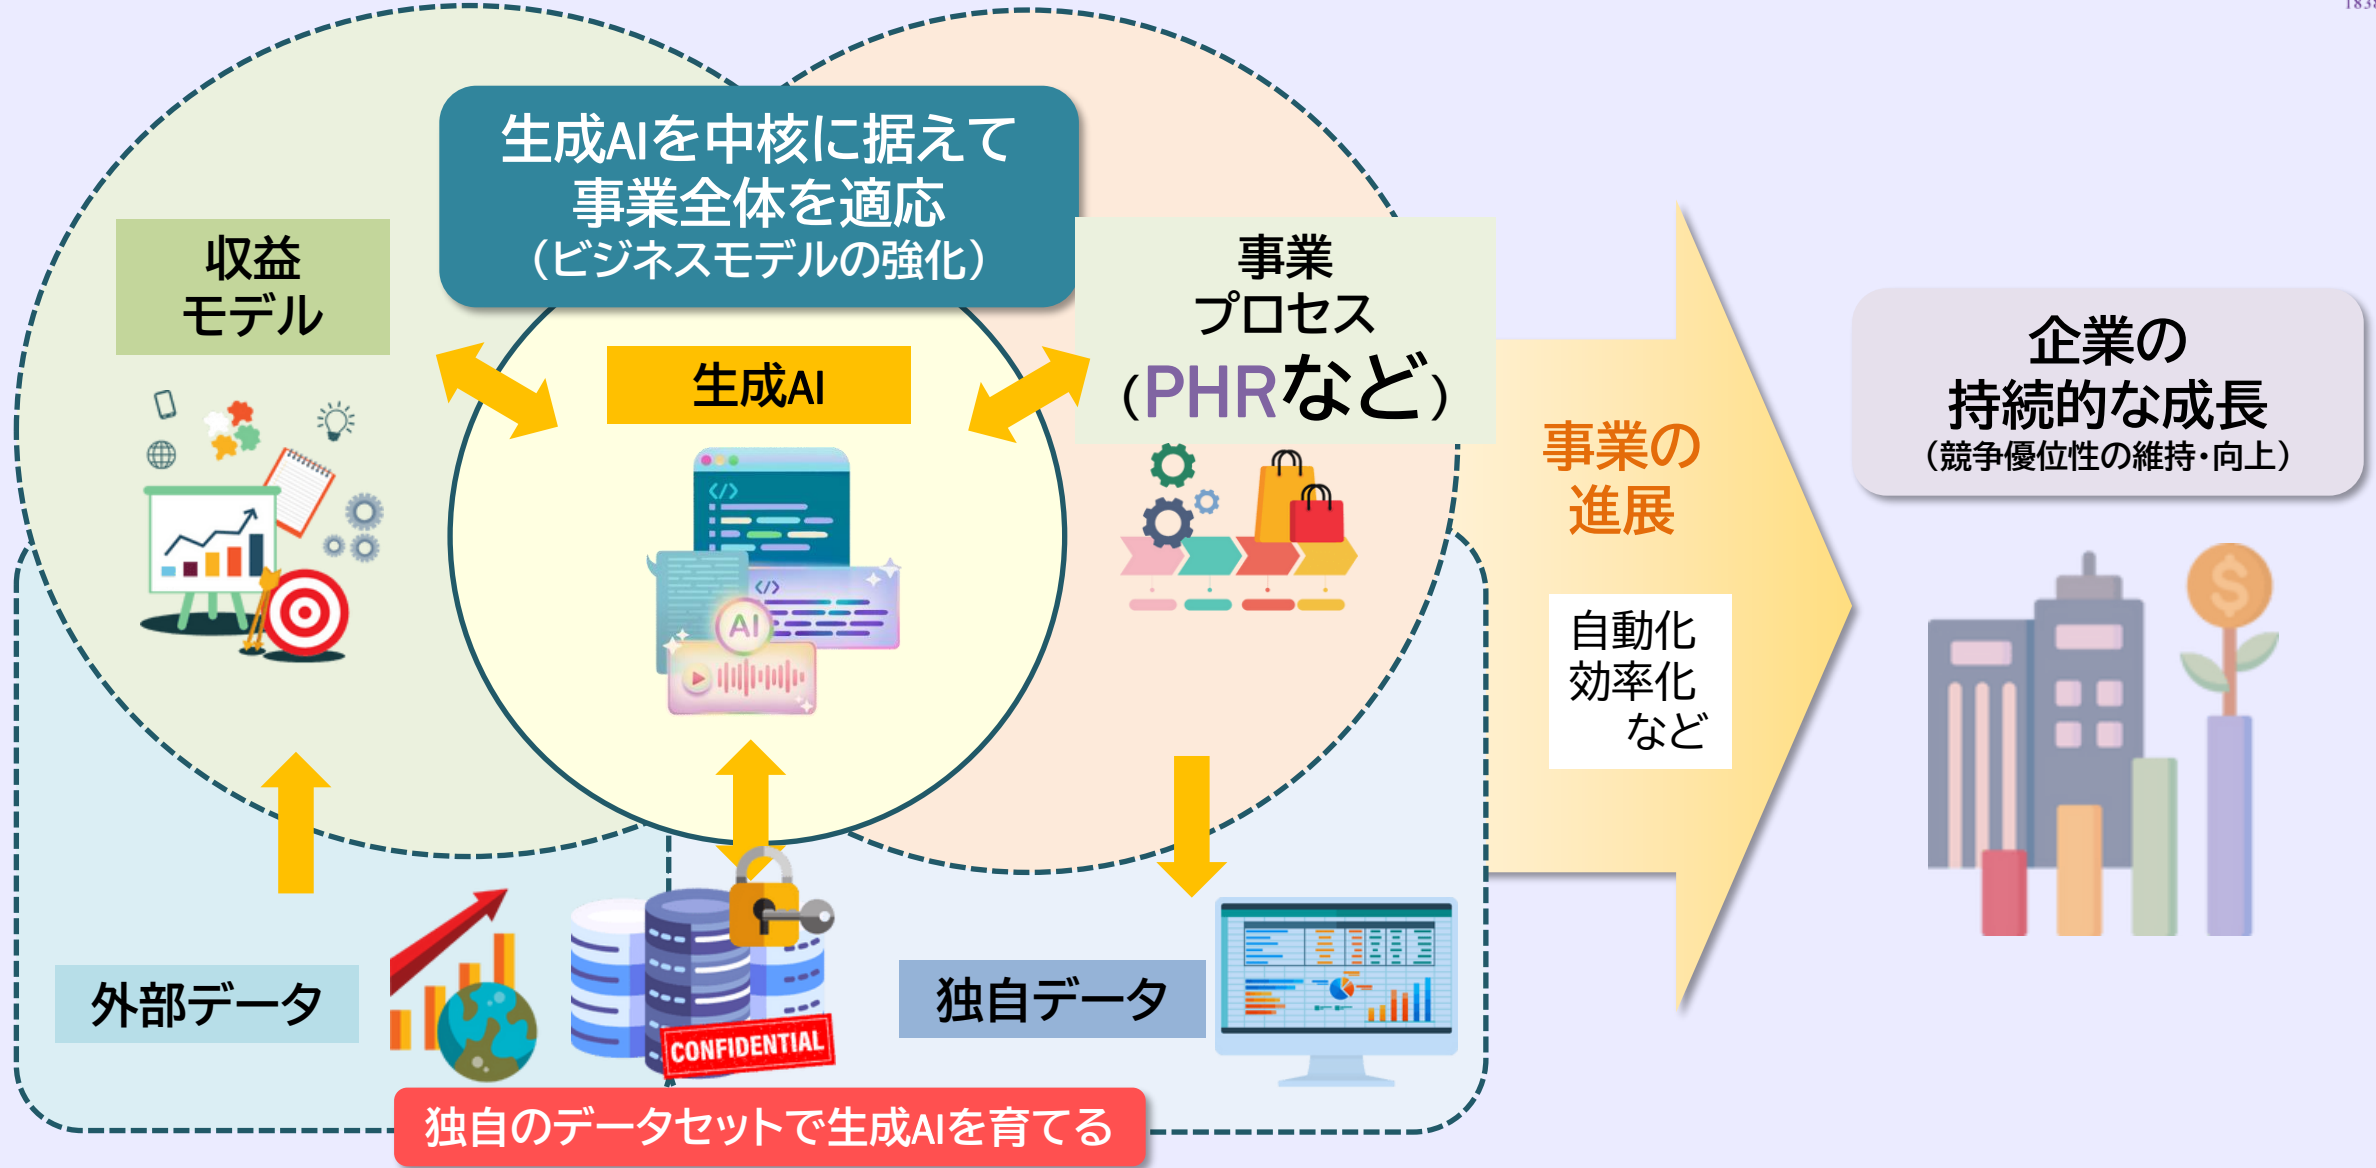 1838
生成AIを中核に据えて
事業全体を適応
（ビジネスモデルの強化）
収益
モデル
生成AI
事業
プロセス
（PHRなど）
</>
</>
AI
事業の
進展
自動化
効率化
など
企業の
持続的な成長
（競争優位性の維持・向上）
$
外部データ
CONFIDENTIAL
独自データ
独自のデータセットで生成AIを育てる